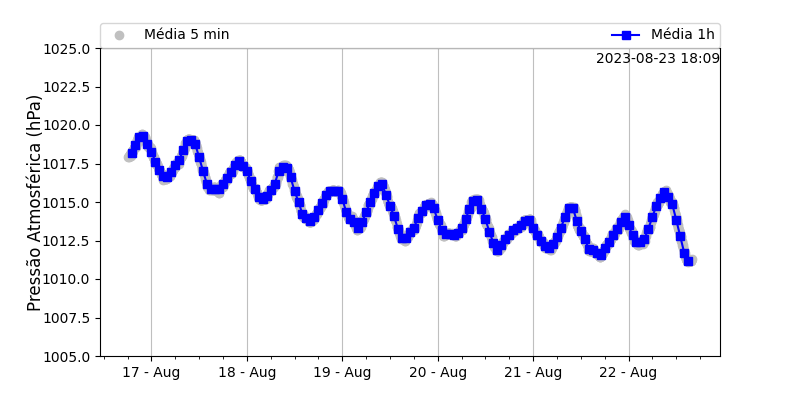 Média 5 min
Média 1h
2023-08-23 18:09
Pressão Atmosférica (hPa)
1025.0
1022.5
1020.0
1017.5
1015.0
1012.5
1010.0
1007.5
1005.0
17 - Aug
18 - Aug
19 - Aug
20 - Aug
21 - Aug
22 - Aug